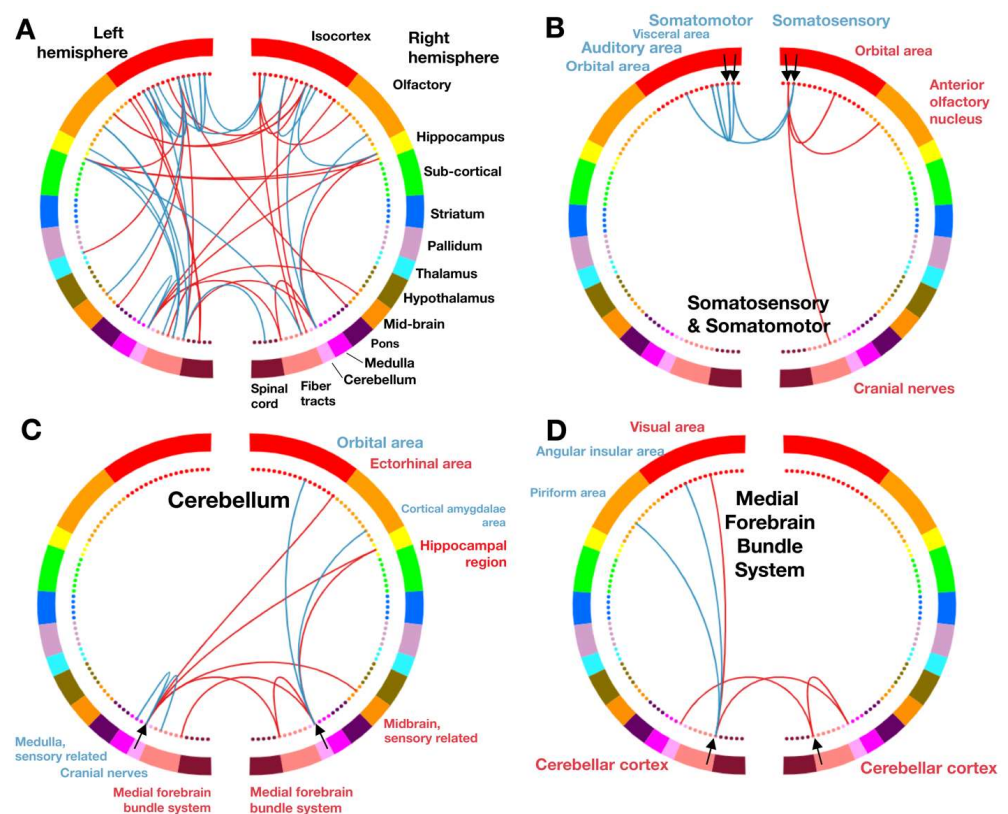 A
Left
hemisphere
Isocortex
Right
hemisphere
Olfactory
Hippocampus
Sub-cortical
Striatum
Pallidum
Thalamus
Hypothalamus
Mid-brain
Pons
Medulla
Cerebellum
Spinal
cord
Fiber
tracts
B
Somatomotor
Visceral area
Auditory area
Orbital area
Somatosensory
Orbital area
Anterior
olfactory
nucleus
Somatosensory
& Somatomotor
Cranial nerves
C
Cerebellum
Orbital area
Ectorhinal area
Cortical amygdalae
area
Hippocampal
region
Midbrain,
sensory related
Medulla,
sensory related
Cranial nerves
Medial forebrain
bundle system
Medial forebrain
bundle system
D
Visual area
Angular insular area
Piriform area
Medial
Forebrain
Bundle
System
Cerebellar cortex
Cerebellar cortex